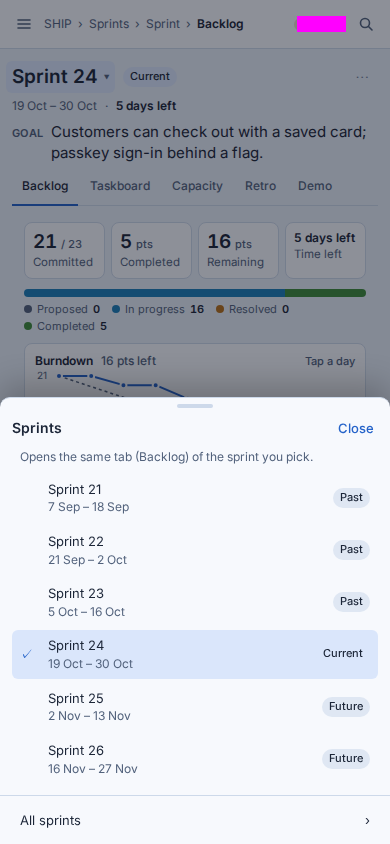 SHIP › Sprints › Sprint › Backlog
Sprint 24 ▾ Current ...
19 Oct – 30 Oct · 5 days left
GOAL Customers can check out with a saved card;
passkey sign-in behind a flag.
Backlog Taskboard Capacity Retro Demo
21 / 23 5 pts 16 pts 5 days left
Committed Completed Remaining Time left
Proposed 0 In progress 16 Resolved 0
Completed 5
Burndown 16 pts left Tap a day
21
Sprints Close
Opens the same tab (Backlog) of the sprint you pick.
Sprint 21 Past
7 Sep – 18 Sep
Sprint 22 Past
21 Sep – 2 Oct
Sprint 23 Past
5 Oct – 16 Oct
✓ Sprint 24 Current
19 Oct – 30 Oct
Sprint 25 Future
2 Nov – 13 Nov
Sprint 26 Future
16 Nov – 27 Nov
All sprints ›